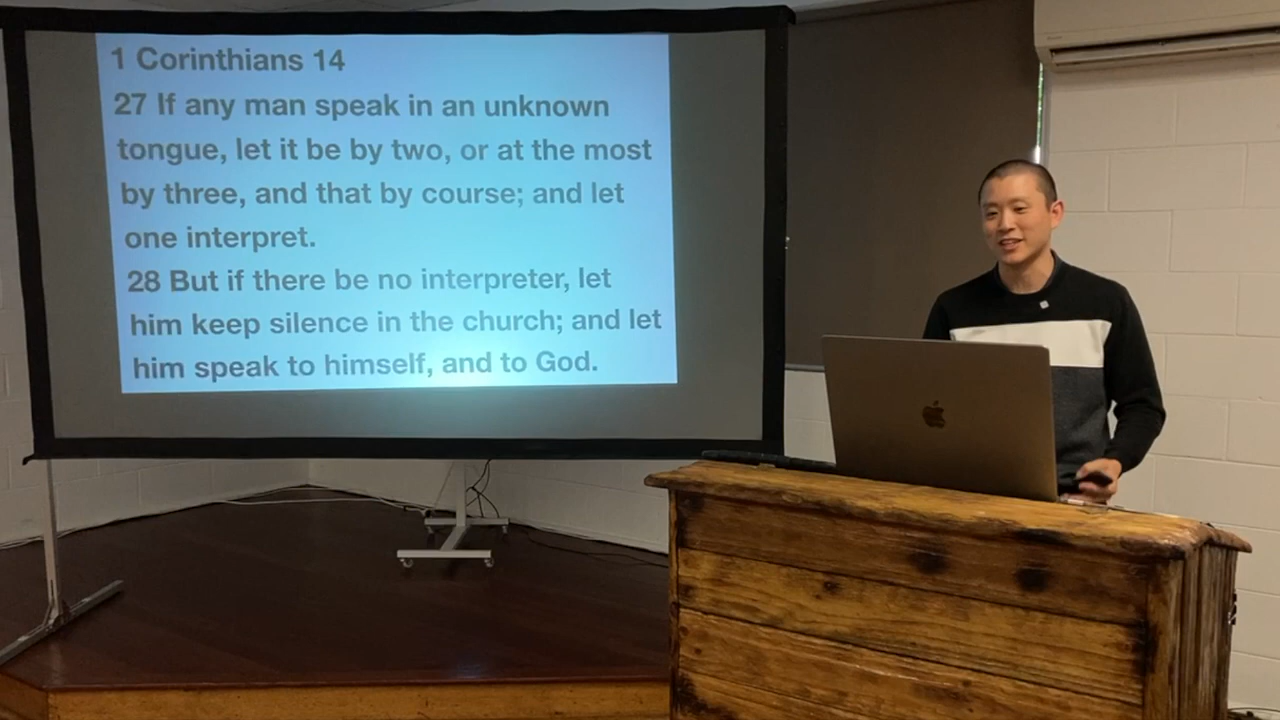 1 Corinthians 14
27 If any man speak in an unknown
tongue, let it be by two, or at the most
by three, and that by course; and let
one interpret.
28 But if there be no interpreter, let
him keep silence in the church; and let
him speak to himself, and to God.